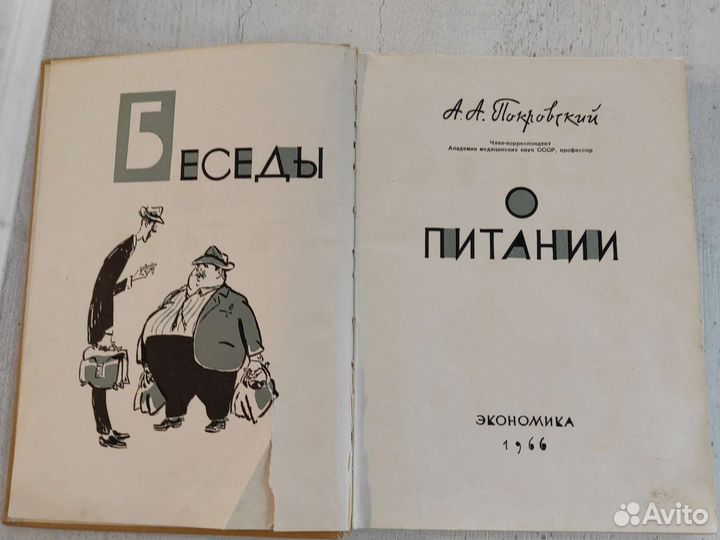 Беседы
А. А. Покровский
Член-корреспондент
Академии медицинских наук СССР, профессор
О
ПИТАНИИ
ЭКОНОМИКА
1966
Avito